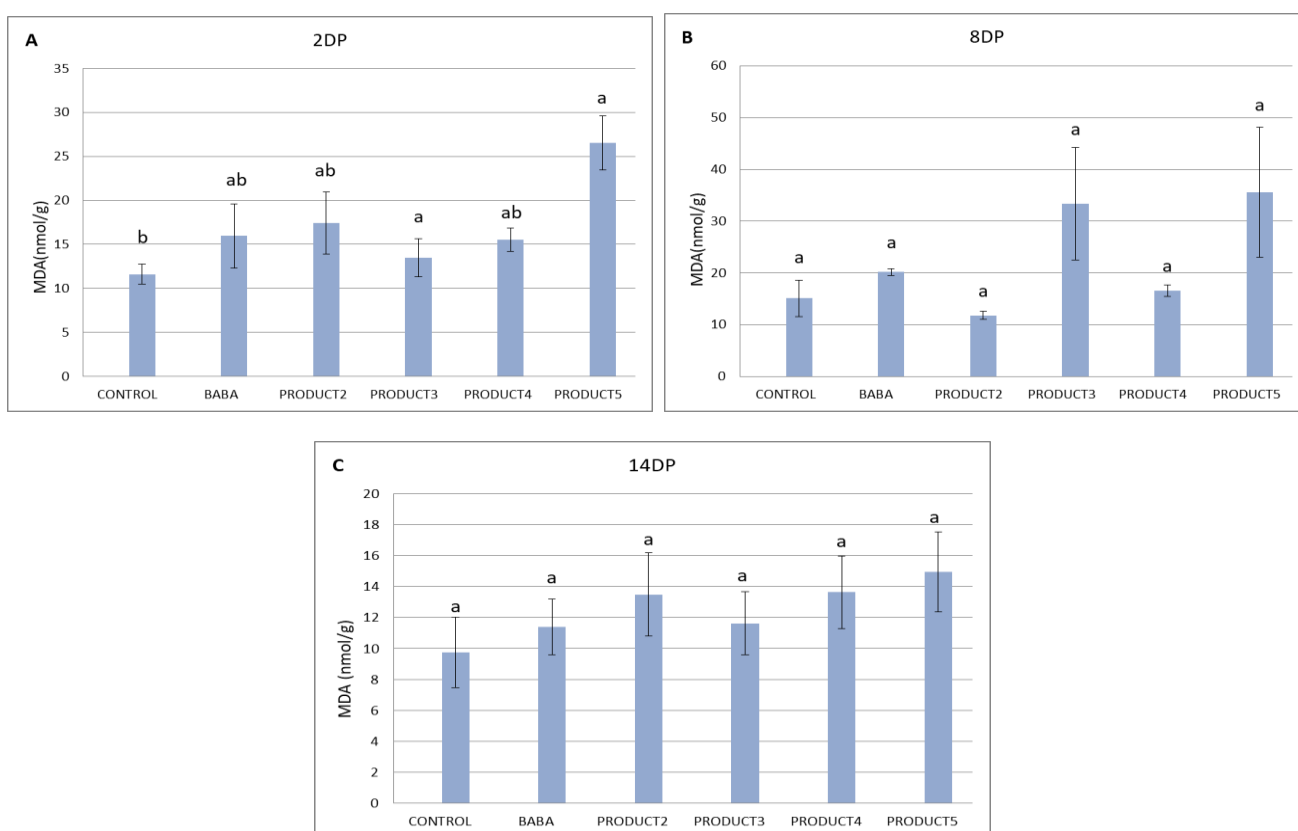 A
2DP
35
30
25
20
15
10
5
0
MDA(nmol/g)
b
ab
ab
a
ab
a
CONTROL BABA PRODUCT2 PRODUCT3 PRODUCT4 PRODUCT5
B
8DP
60
50
40
30
20
10
0
MDA(nmol/g)
a
a
a
a
a
a
CONTROL BABA PRODUCT2 PRODUCT3 PRODUCT4 PRODUCT5
C
14DP
20
18
16
14
12
10
8
6
4
2
0
MDA (nmol/g)
a
a
a
a
a
a
CONTROL BABA PRODUCT2 PRODUCT3 PRODUCT4 PRODUCT5